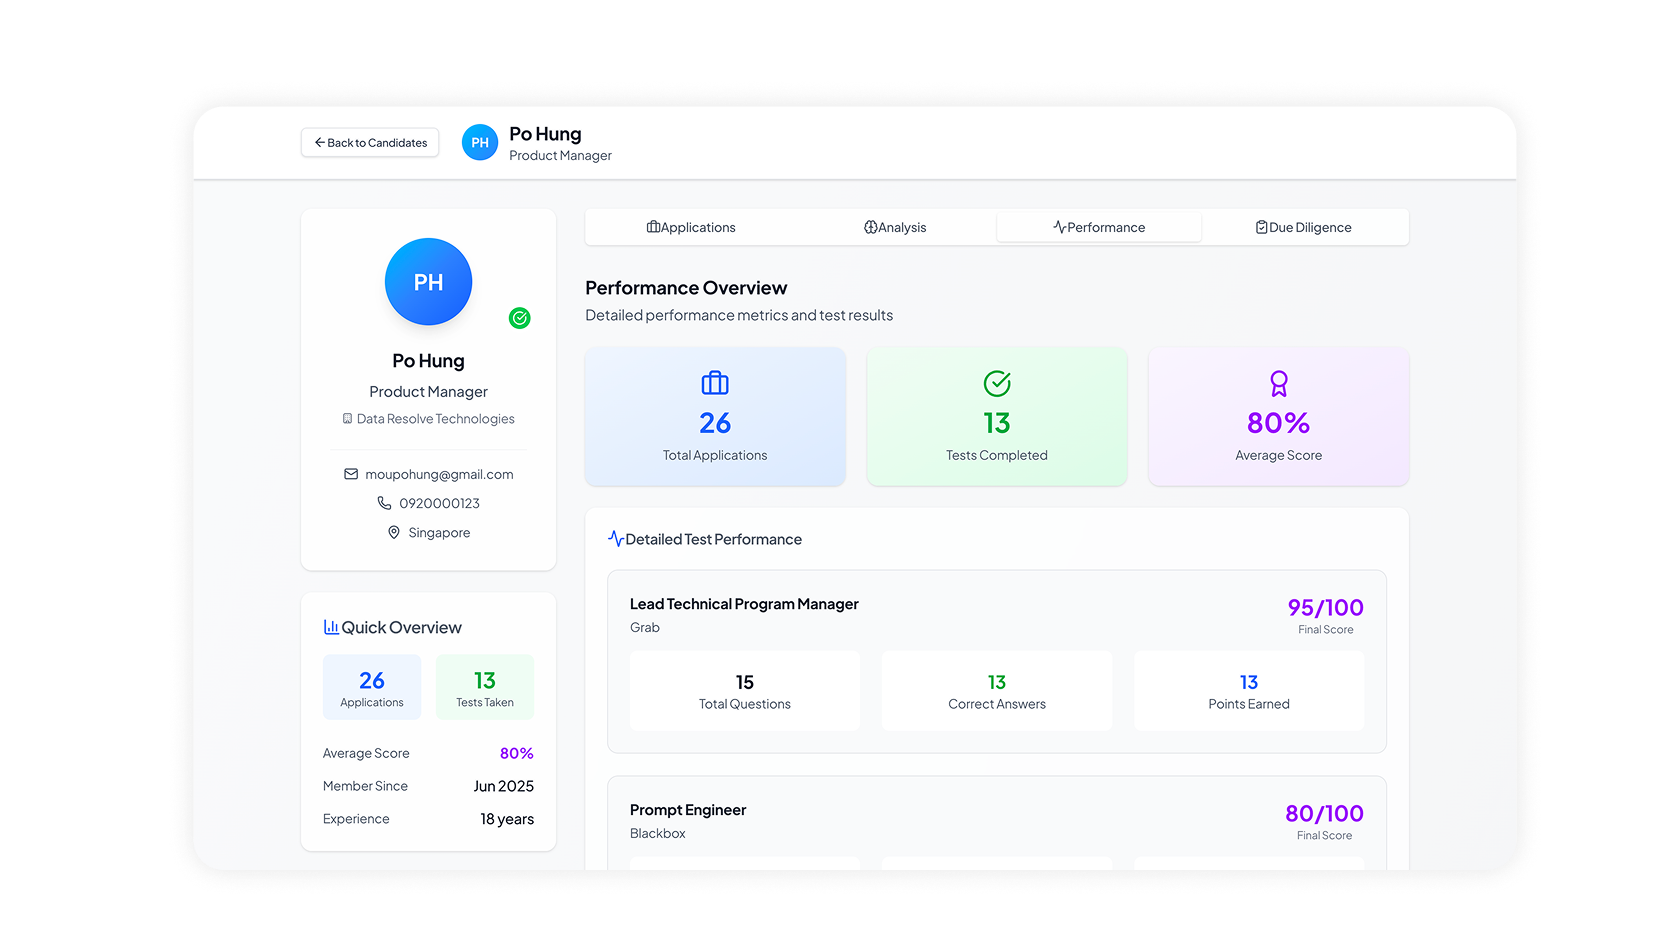 Back to Candidates
PH
Po Hung
Product Manager
PH
Po Hung
Product Manager
Data Resolve Technologies
moupohung@gmail.com
0920000123
Singapore
Quick Overview
26
Applications
13
Tests Taken
Average Score 80%
Member Since Jun 2025
Experience 18 years
Applications Analysis Performance Due Diligence
Performance Overview
Detailed performance metrics and test results
26
Total Applications
13
Tests Completed
80%
Average Score
Detailed Test Performance
Lead Technical Program Manager
Grab
95/100
Final Score
15
Total Questions
13
Correct Answers
13
Points Earned
Prompt Engineer
Blackbox
80/100
Final Score